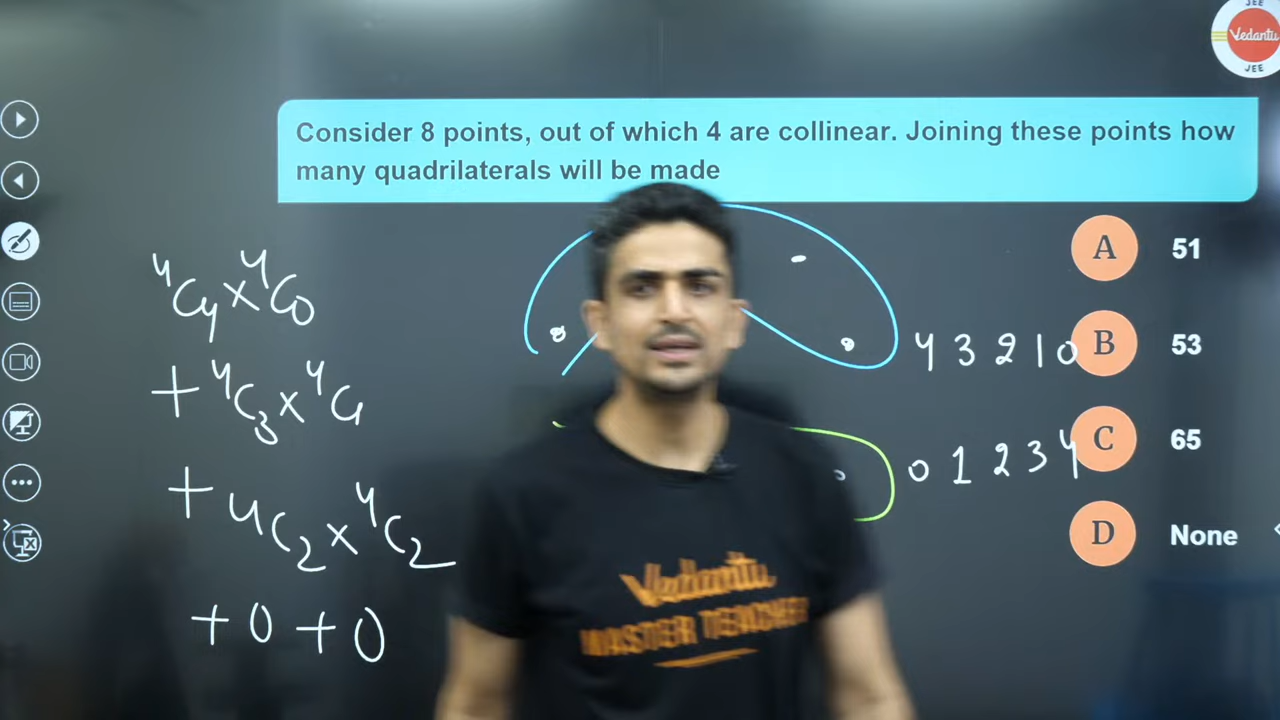 JEE
Vedantu
JEE
Consider 8 points, out of which 4 are collinear. Joining these points how
many quadrilaterals will be made
A 51
B 53
C 65
D None
⁴C₄ × ⁴C₀
+ ⁴C₃ × ⁴C₁
+ 4C₂ × ⁴C₂
+ 0 + 0
4 3 2 1 0
0 1 2 3 4
Vedantu
MASTER TEACHER